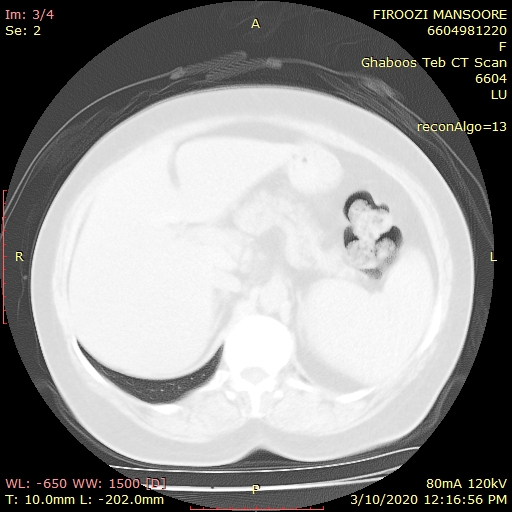 Im: 3/4
Se: 2
A
FIROOZI MANSOORE
6604981220
F
Ghaboos Teb CT Scan
6604
LU
reconAlgo=13
R
L
WL: -650 WW: 1500 [D]
T: 10.0mm L: -202.0mm
P
80mA 120kV
3/10/2020 12:16:56 PM